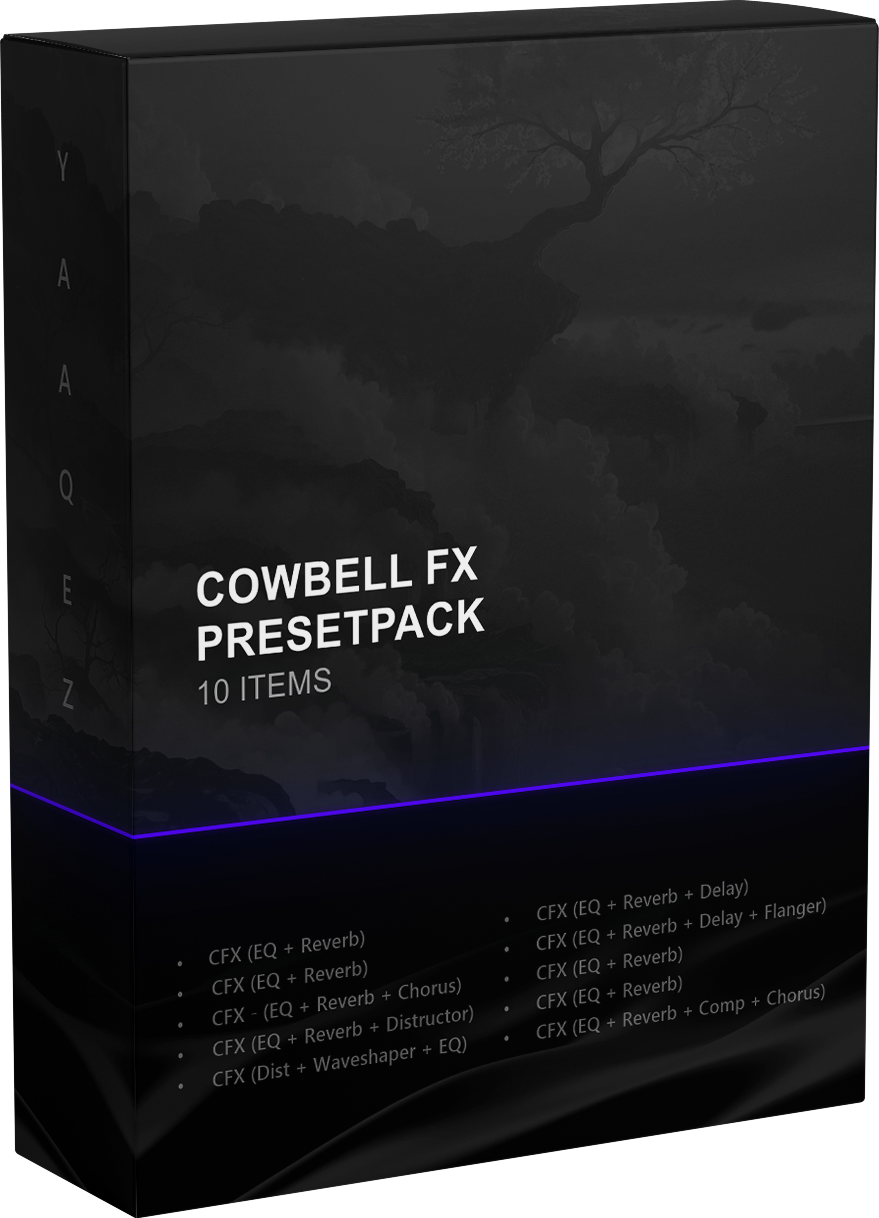 YAAQEZ
COWBELL FX
PRESETPACK
10 ITEMS
• CFX (EQ + Reverb)
• CFX (EQ + Reverb)
• CFX - (EQ + Reverb + Chorus)
• CFX (EQ + Reverb + Distructor)
• CFX (Dist + Waveshaper + EQ)
• CFX (EQ + Reverb + Delay)
• CFX (EQ + Reverb + Delay + Flanger)
• CFX (EQ + Reverb)
• CFX (EQ + Reverb)
• CFX (EQ + Reverb + Comp + Chorus)